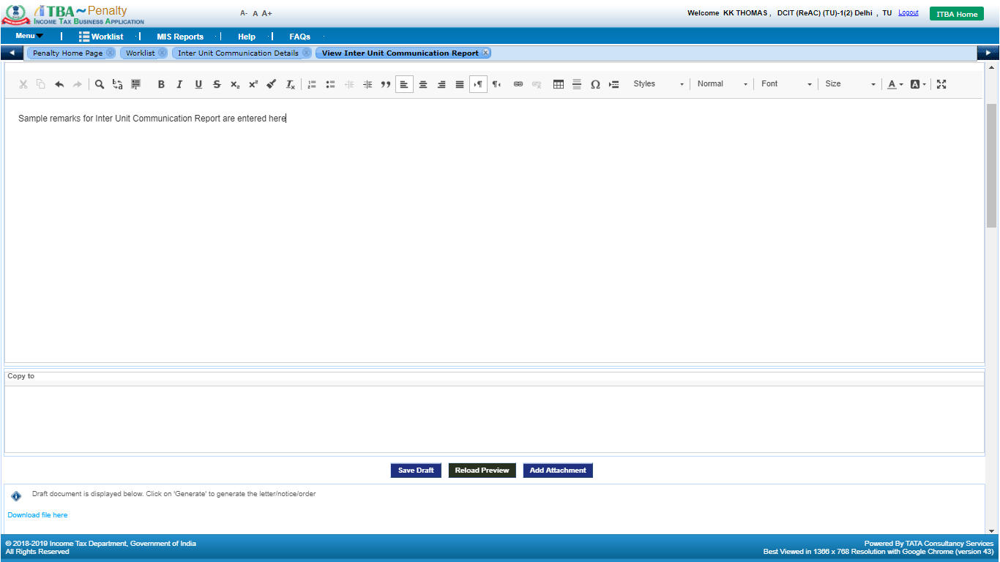 ITBA ~ Penalty
INCOME TAX BUSINESS APPLICATION
A- A A+
Welcome KK THOMAS , DCIT (ReAC) (TU)-1(2) Delhi , TU Logout
ITBA Home
Menu | Worklist | MIS Reports | Help | FAQs
Penalty Home Page Worklist Inter Unit Communication Details View Inter Unit Communication Report
Styles Normal Font Size
Sample remarks for Inter Unit Communication Report are entered here
Copy to
Save Draft Reload Preview Add Attachment
Draft document is displayed below. Click on 'Generate' to generate the letter/notice/order
Download file here
© 2018-2019 Income Tax Department, Government of India
All Rights Reserved
Powered By TATA Consultancy Services
Best Viewed in 1366 x 768 Resolution with Google Chrome (version 43)